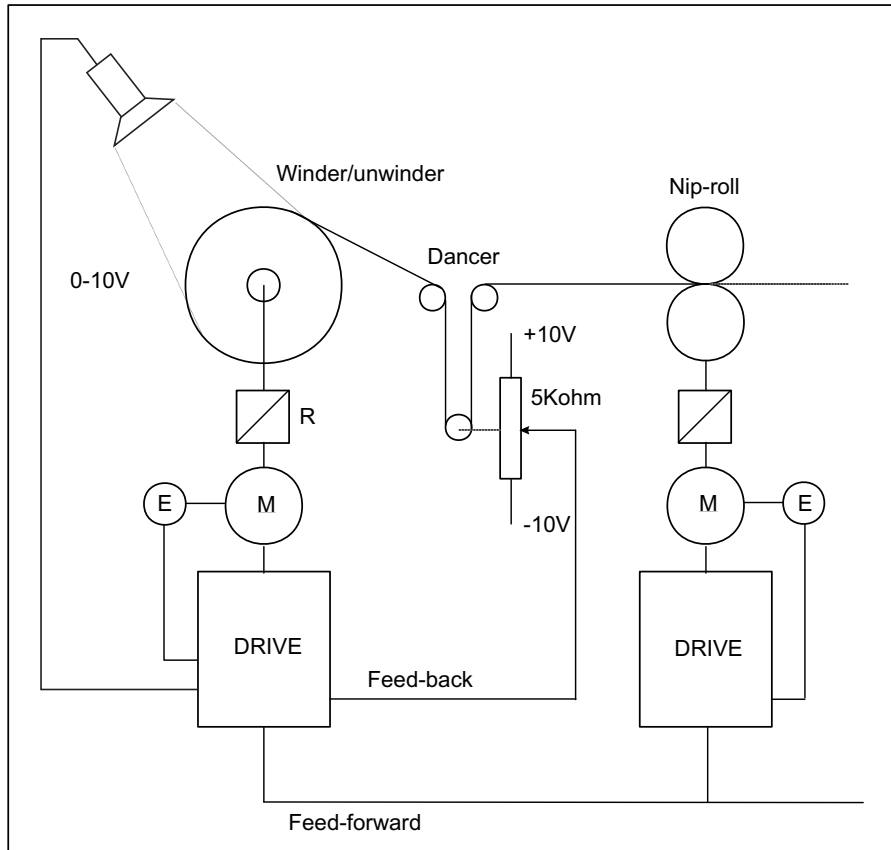 Winder/unwinder
Nip-roll
Dancer
0-10V
+10V
5Kohm
R
E
M
-10V
M
E
DRIVE
DRIVE
Feed-back
Feed-forward